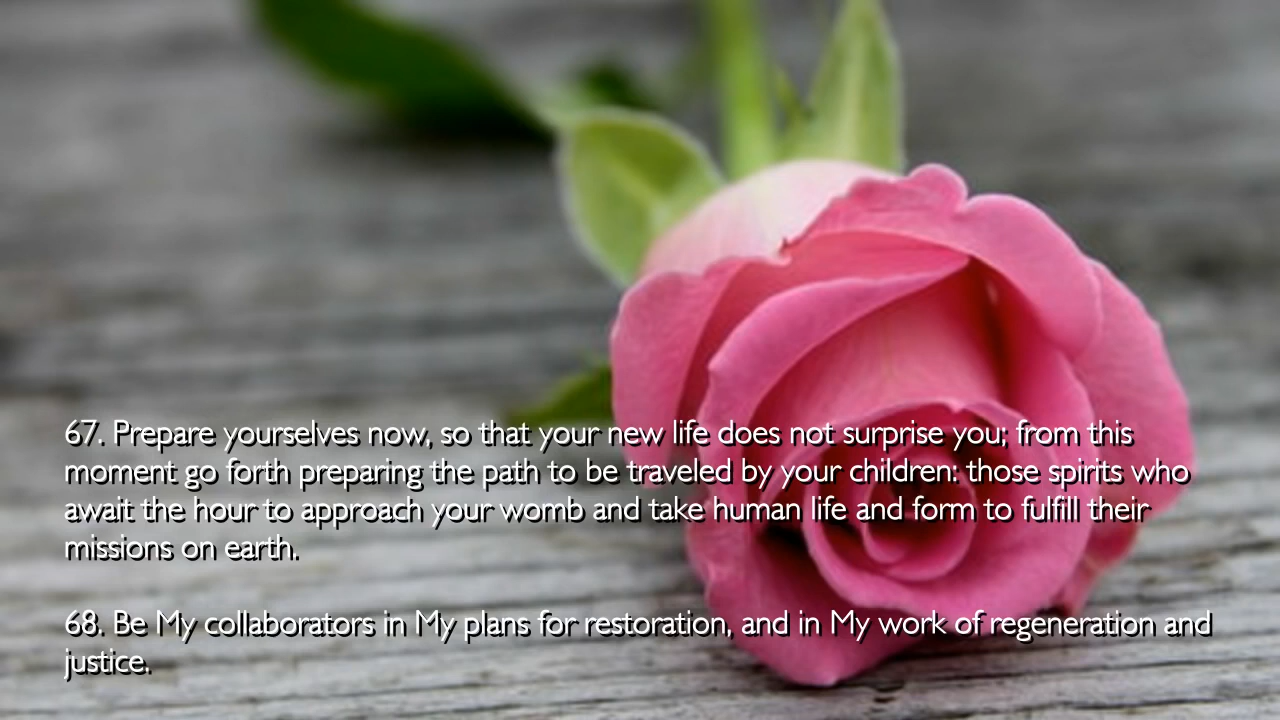 67. Prepare yourselves now, so that your new life does not surprise you; from this
moment go forth preparing the path to be traveled by your children: those spirits who
await the hour to approach your womb and take human life and form to fulfill their
missions on earth.
68. Be My collaborators in My plans for restoration, and in My work of regeneration and
justice.